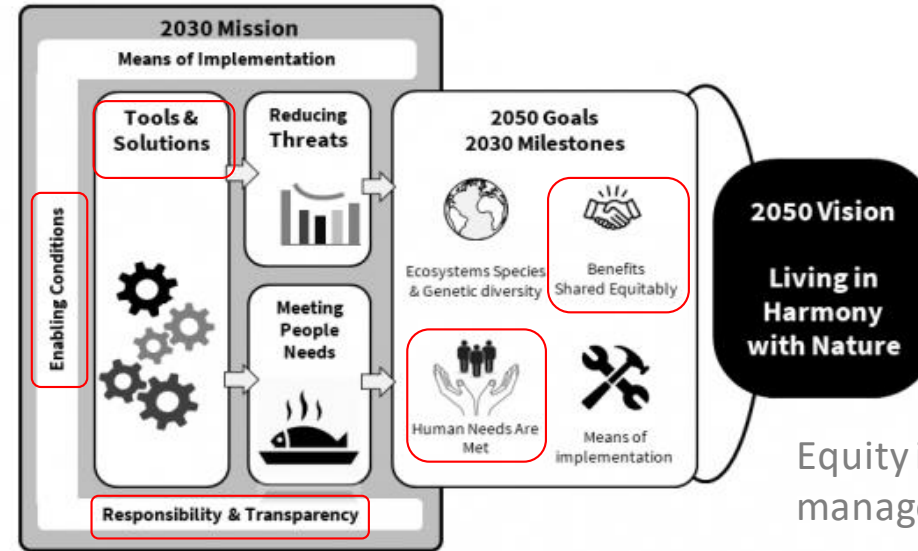 2030 Mission
Means of Implementation
Enabling Conditions
Tools &
Solutions
Reducing
Threats
Meeting
People
Needs
Responsibility & Transparency
2050 Goals
2030 Milestones
Ecosystems Species
& Genetic diversity
Benefits
Shared Equitably
Human Needs Are
Met
Means of
implementation
2050 Vision
Living in
Harmony
with Nature
Equity